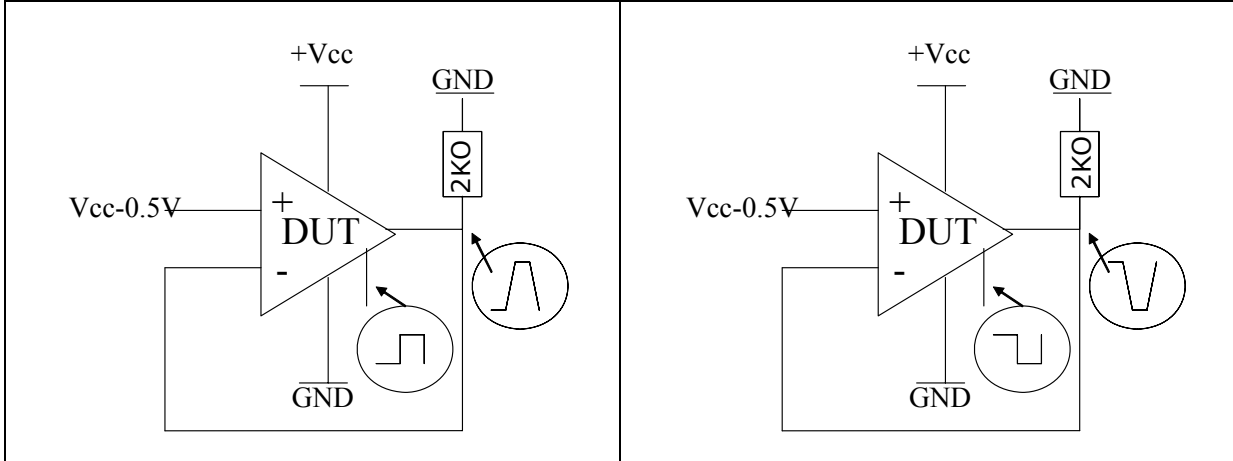 +Vcc
GND
2KO
Vcc-0.5V
+
DUT
-
GND
+Vcc
GND
2KO
Vcc-0.5V
+
DUT
-
GND